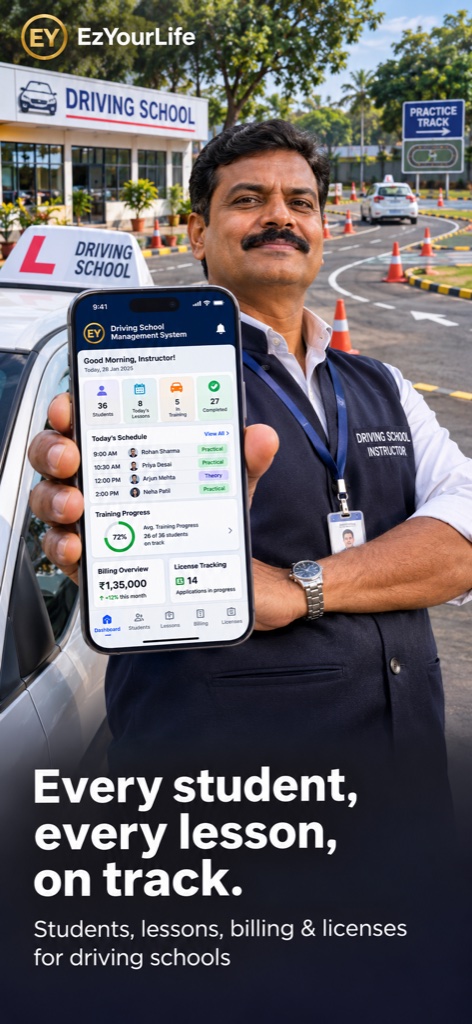 EY EzYourLife
DRIVING SCHOOL
PRACTICE
TRACK
L DRIVING
SCHOOL
9:41
EY Driving School
Management System
Good Morning, Instructor!
Today, 26 Jan 2025
36
Students
8
Today's
Lessons
5
in
Training
27
Completed
Today's Schedule View All >
9:00 AM Rohan Sharma Practical
10:30 AM Priya Desai Practical
12:00 PM Arjun Mehta Theory
2:00 PM Neha Patil Practical
Training Progress
72%
Avg. Training Progress
26 of 36 students
on track
Billing Overview
₹1,35,000
↑ +12% this month
License Tracking
14
Applications in progress
Dashboard Students Lessons Billing Licenses
DRIVING SCHOOL
INSTRUCTOR
Every student,
every lesson,
on track.
Students, lessons, billing & licenses
for driving schools